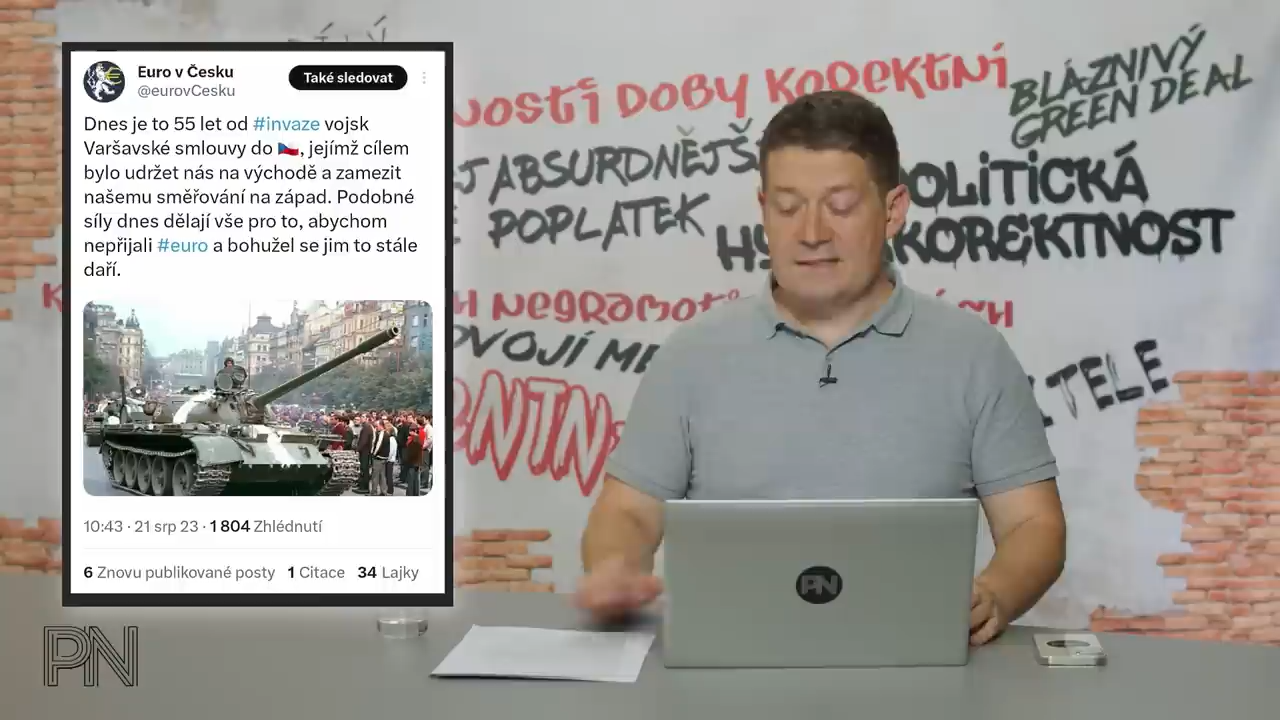 Euro v Česku
Také sledovat
@eurovCesku
Dnes je to 55 let od #invaze vojsk
Varšavské smlouvy do 🇨🇿, jejímž cílem
bylo udržet nás na východě a zamezit
našemu směřování na západ. Podobné
síly dnes dělají vše pro to, abychom
nepřijali #euro a bohužel se jim to stále
daří.
10:43 · 21 srp 23 · 1 804 Zhlédnutí
6 Znovu publikované posty 1 Citace 34 Lajky
DOBY KOREKTNÍ
BLÁZNIVÝ
GREEN DEAL
POPLATEK
KOREKTNOST
PN
PN